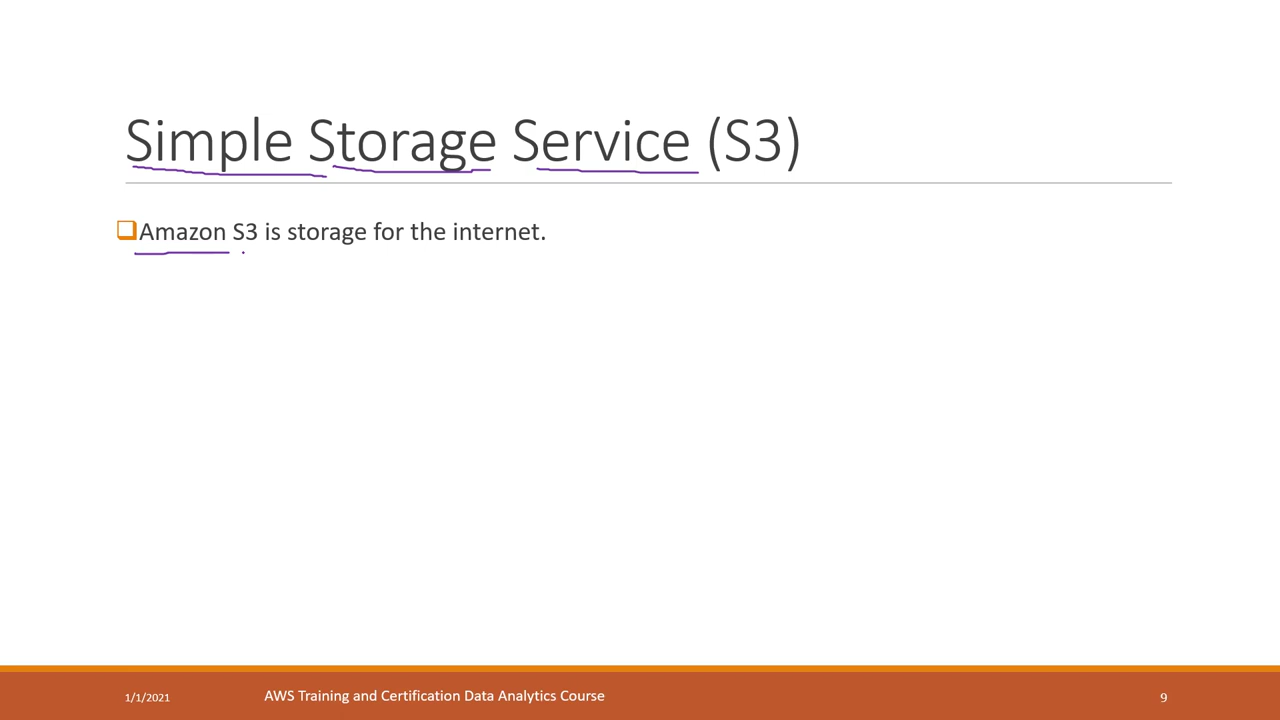 Simple Storage Service (S3)
Amazon S3 is storage for the internet.
1/1/2021 AWS Training and Certification Data Analytics Course 9